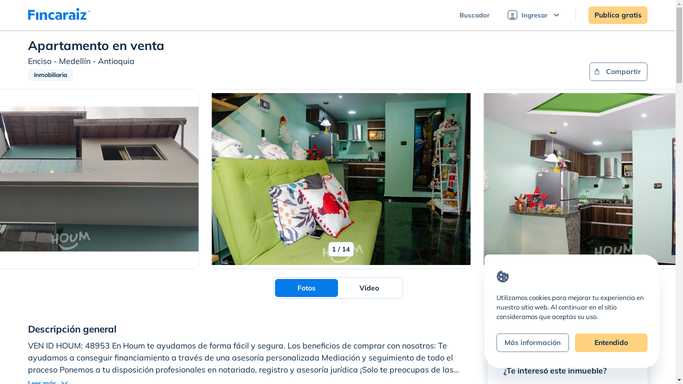 Fincaraiz
Buscador
Ingresar
Publica gratis
Apartamento en venta
Enciso - Medellín - Antioquia
Inmobiliaria
Compartir
HOUM
1 / 14
Fotos
Video
Descripción general
VEN ID HOUM: 48953 En Houm te ayudamos de forma fácil y segura. Los beneficios de comprar con nosotros: Te
ayudamos a conseguir financiamiento a través de una asesoría personalizada Mediación y seguimiento de todo el
proceso Ponemos a tu disposición profesionales en notariado, registro y asesoría jurídica ¡Solo te preocupas de las...
Leer más
Utilizamos cookies para mejorar tu experiencia en
nuestro sitio web. Al continuar en el sitio
consideramos que aceptas su uso.
Más información
Entendido
¿Te interesó este inmueble?